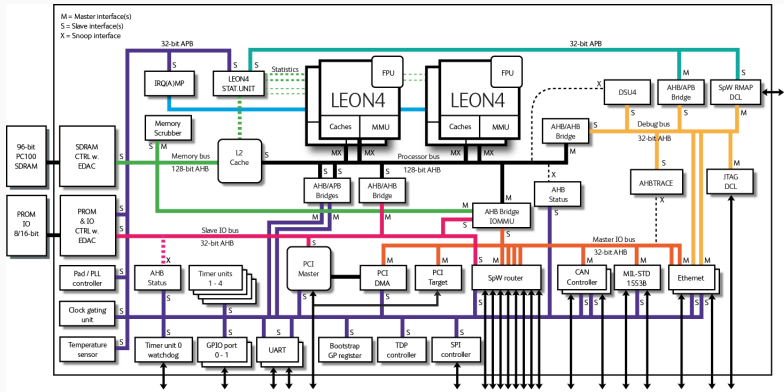 M = Master interface(s)
S = Slave interface(s)
X = Snoop interface
32-bit APB
32-bit APB
S
S
Statistics
FPU
FPU
M
S
IRQ(A)MP
LEON4
STAT.UNIT
LEON4
LEON4
X
DSU4
AHB/APB
Bridge
SpW RMAP
DCL
S
S
S
M
Memory
Scrubber
Caches
MMU
Caches
MMU
AHB/AHB
Bridge
S
Debug bus
32-bit AHB
96-bit
PC100
SDRAM
SDRAM
CTRL w.
EDAC
S
S
M
Memory bus
128-bit AHB
M
L2
Cache
S
MX
MX
Processor bus
128-bit AHB
M
S
M
X
S
S
S
AHB/APB
Bridges
AHB/AHB
Bridge
AHB
Status
AHBTRACE
JTAG
DCL
PROM
IO
8/16-bit
PROM
& IO
CTRL w.
EDAC
S
S
M
M
M
M
M
AHB Bridge
IOMMU
S
S
X
Slave IO bus
32-bit AHB
Master IO bus
32-bit AHB
X
S
M
M
S
M
M
M
Pad / PLL
controller
S
AHB
Status
Timer units
1 - 4
PCI
Master
PCI
DMA
PCI
Target
SpW router
CAN
Controller
MIL-STD
1553B
Ethernet
S
S
S
S
S
S
S
S
Clock gating
unit
S
S
S
S
S
S
S
Temperature
sensor
S
Timer unit 0
watchdog
GPIO port
0 - 1
UART
Bootstrap
GP register
TDP
controller
SPI
controller